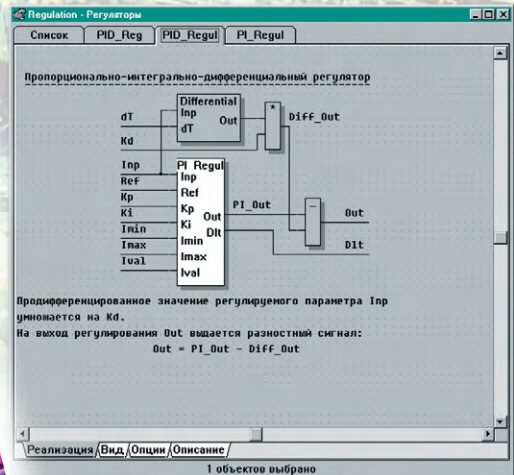 Regulation - Регуляторы
Список PID_Reg PID_Regul PI_Regul
Пропорционально-интегрально-дифференциальный регулятор
Differential
dT Inp Out * Diff_Out
dT
Kd
Inp PI_Regul
Inp
Ref Ref
Kp Kp PI_Out
Ki Ki Out - Out
Imin Dlt
Imin
Imax Imax Dlt
Ival Ival
Продифференцированное значение регулируемого параметра Inp
умножается на Kd.
На выход регулирования Out выдается разностный сигнал:
Out = PI_Out - Diff_Out
Реализация Вид Опции Описание
1 объектов выбрано